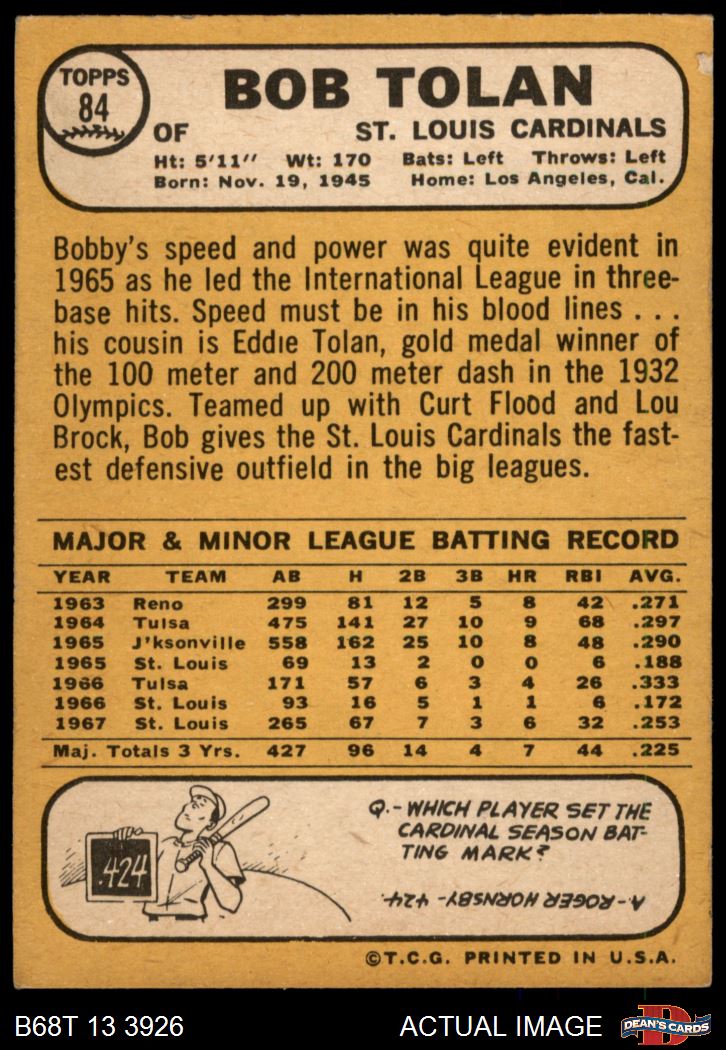 TOPPS
84
BOB TOLAN
OF ST. LOUIS CARDINALS
Ht: 5'11" Wt: 170 Bats: Left Throws: Left
Born: Nov. 19, 1945 Home: Los Angeles, Cal.
Bobby's speed and power was quite evident in
1965 as he led the International League in three-
base hits. Speed must be in his blood lines . . .
his cousin is Eddie Tolan, gold medal winner of
the 100 meter and 200 meter dash in the 1932
Olympics. Teamed up with Curt Flood and Lou
Brock, Bob gives the St. Louis Cardinals the fast-
est defensive outfield in the big leagues.
MAJOR & MINOR LEAGUE BATTING RECORD
YEAR TEAM AB H 2B 3B HR RBI AVG.
1963 Reno 299 81 12 5 8 42 .271
1964 Tulsa 475 141 27 10 9 68 .297
1965 J'ksonville 558 162 25 10 8 48 .290
1965 St. Louis 69 13 2 0 0 6 .188
1966 Tulsa 171 57 6 3 4 26 .333
1966 St. Louis 93 16 5 1 1 6 .172
1967 St. Louis 265 67 7 3 6 32 .253
Maj. Totals 3 Yrs. 427 96 14 4 7 44 .225
.424
Q.- WHICH PLAYER SET THE
CARDINAL SEASON BAT-
TING MARK?
A-ROGER HORNSBY-.424.
©T.C.G. PRINTED IN U.S.A.
B68T 13 3926 ACTUAL IMAGE
DEAN'S CARDS